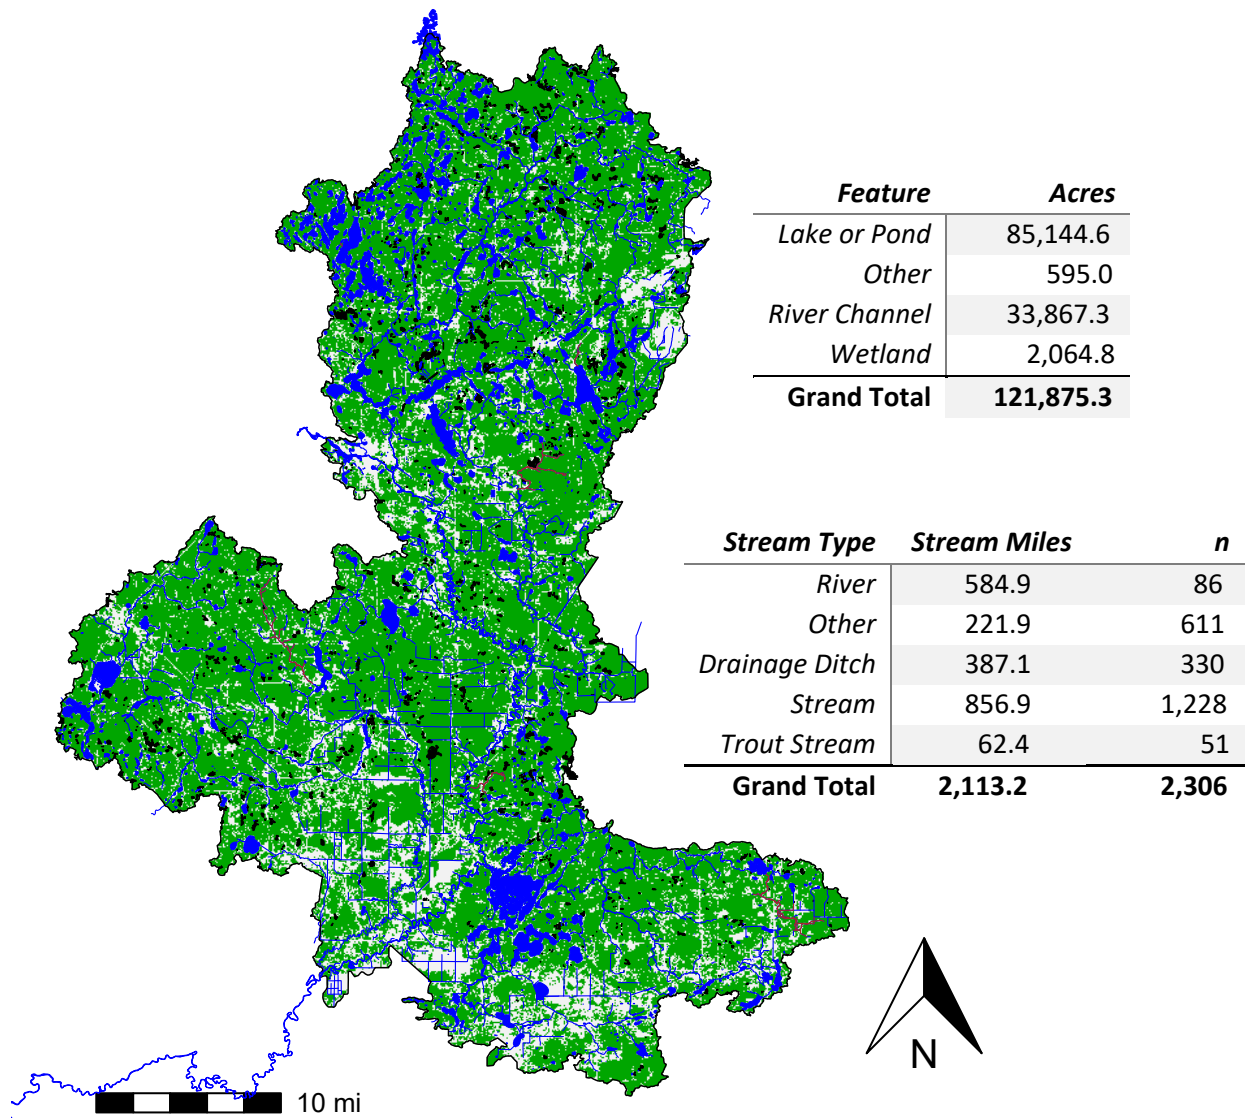 Feature Acres
Lake or Pond 85,144.6
Other 595.0
River Channel 33,867.3
Wetland 2,064.8
Grand Total 121,875.3
Stream Type Stream Miles n
River 584.9 86
Other 221.9 611
Drainage Ditch 387.1 330
Stream 856.9 1,228
Trout Stream 62.4 51
Grand Total 2,113.2 2,306
N
10 mi